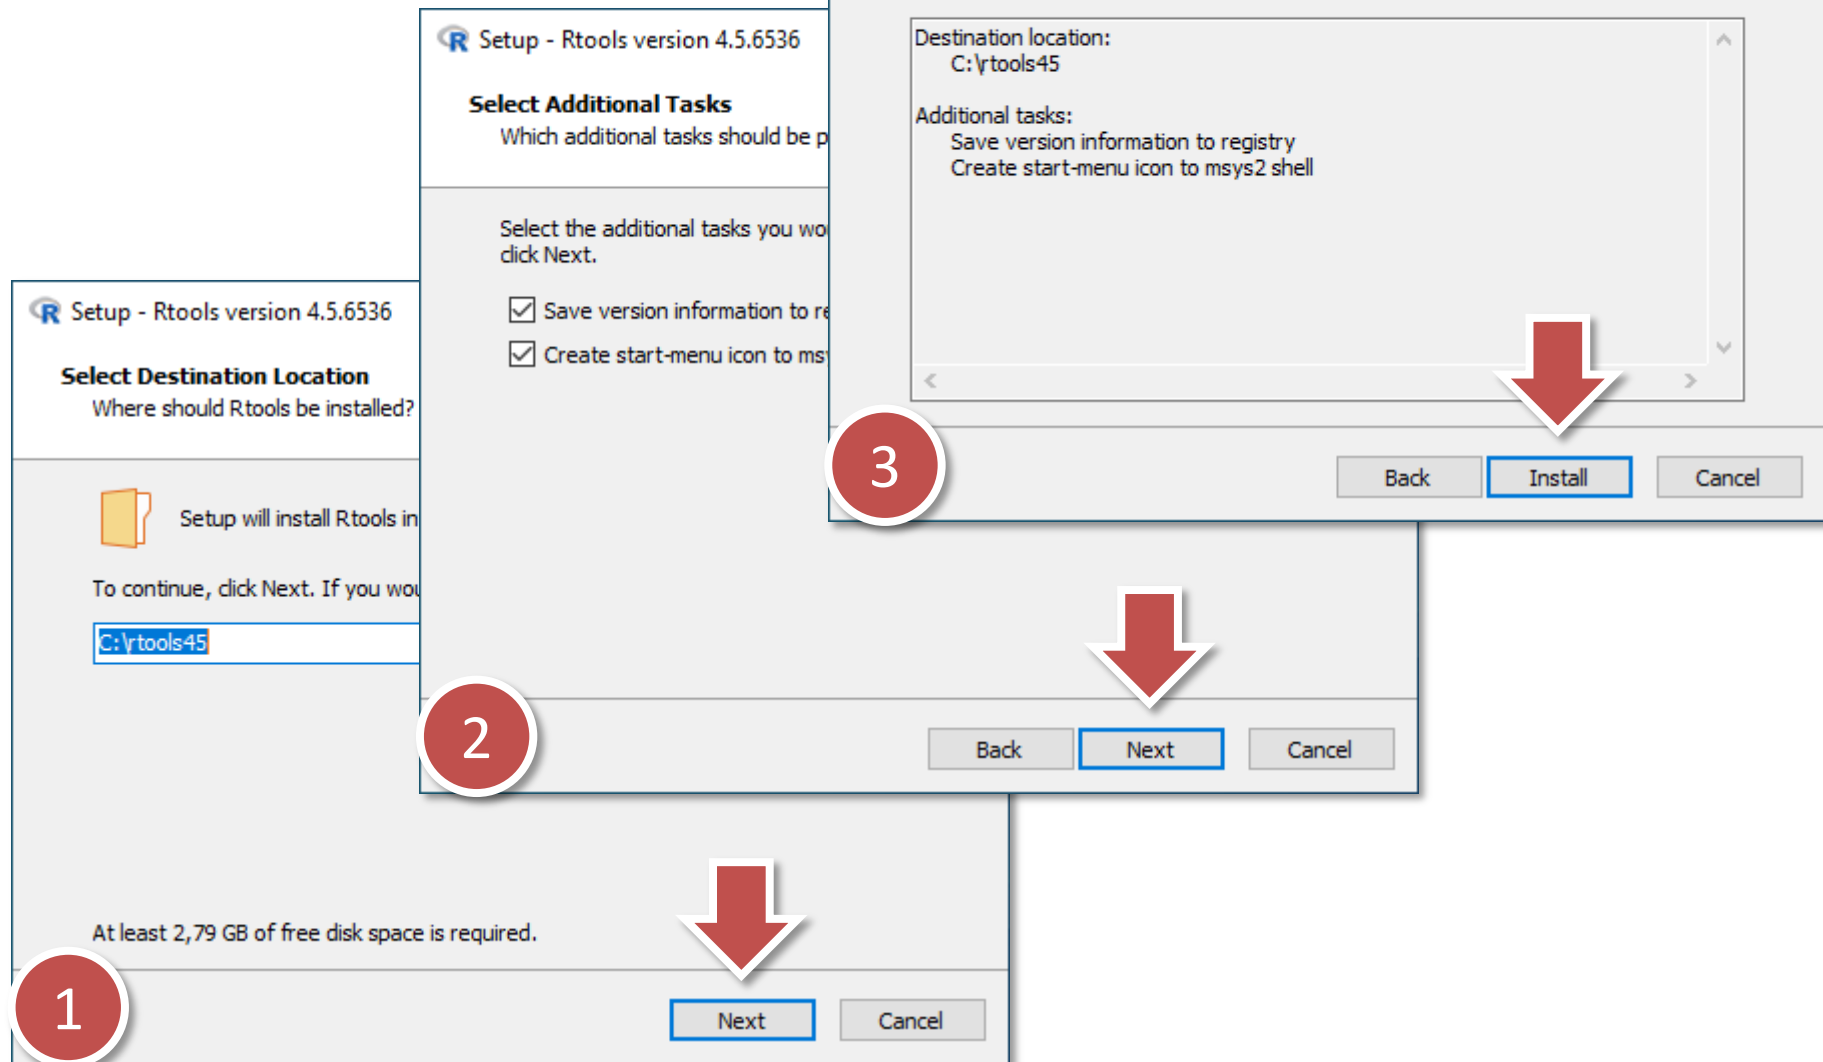 Setup - Rtools version 4.5.6536
Select Destination Location
Where should Rtools be installed?
Setup will install Rtools in
To continue, click Next. If you wou
C:\rtools45
At least 2,79 GB of free disk space is required.
1
Next
Cancel
Setup - Rtools version 4.5.6536
Select Additional Tasks
Which additional tasks should be p
Select the additional tasks you wo
click Next.
Save version information to re
Create start-menu icon to ms
2
Back
Next
Cancel
Destination location:
C:\rtools45
Additional tasks:
Save version information to registry
Create start-menu icon to msys2 shell
3
Back
Install
Cancel